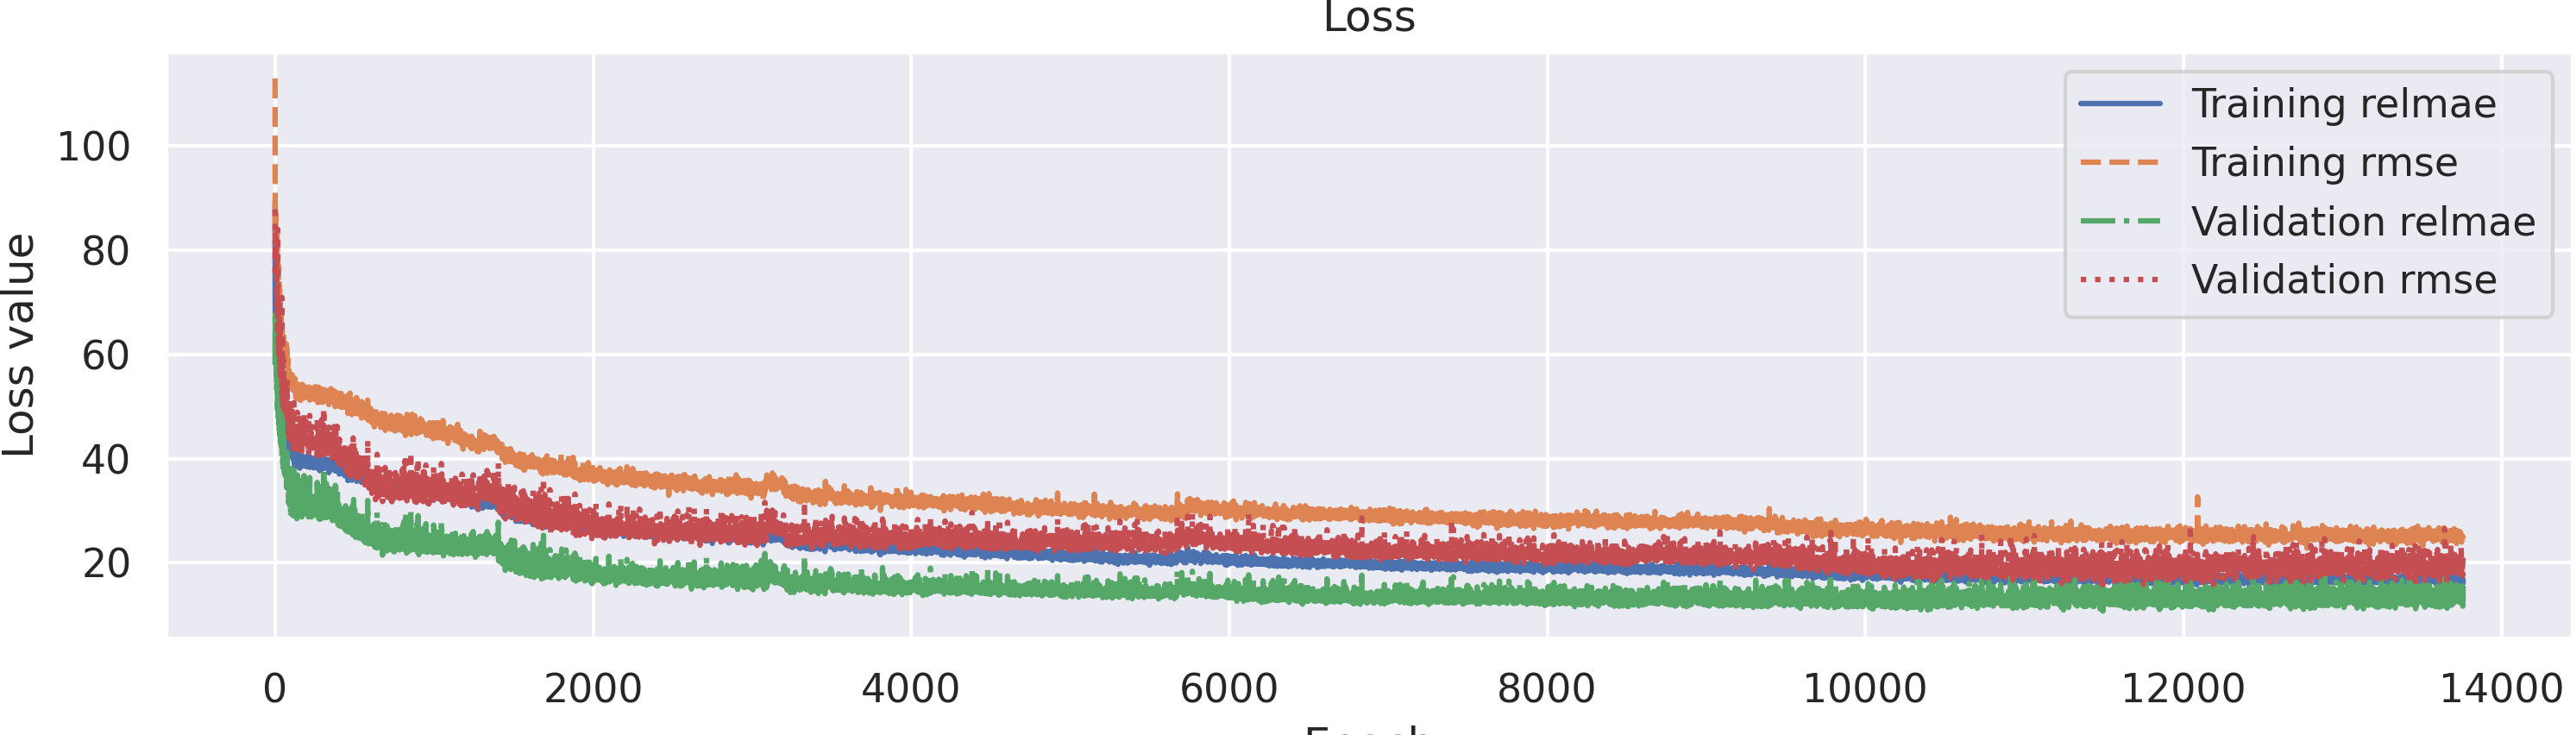 Loss
Loss value
100
80
60
40
20
Training relmae
Training rmse
Validation relmae
Validation rmse
0 2000 4000 6000 8000 10000 12000 14000
Epoch